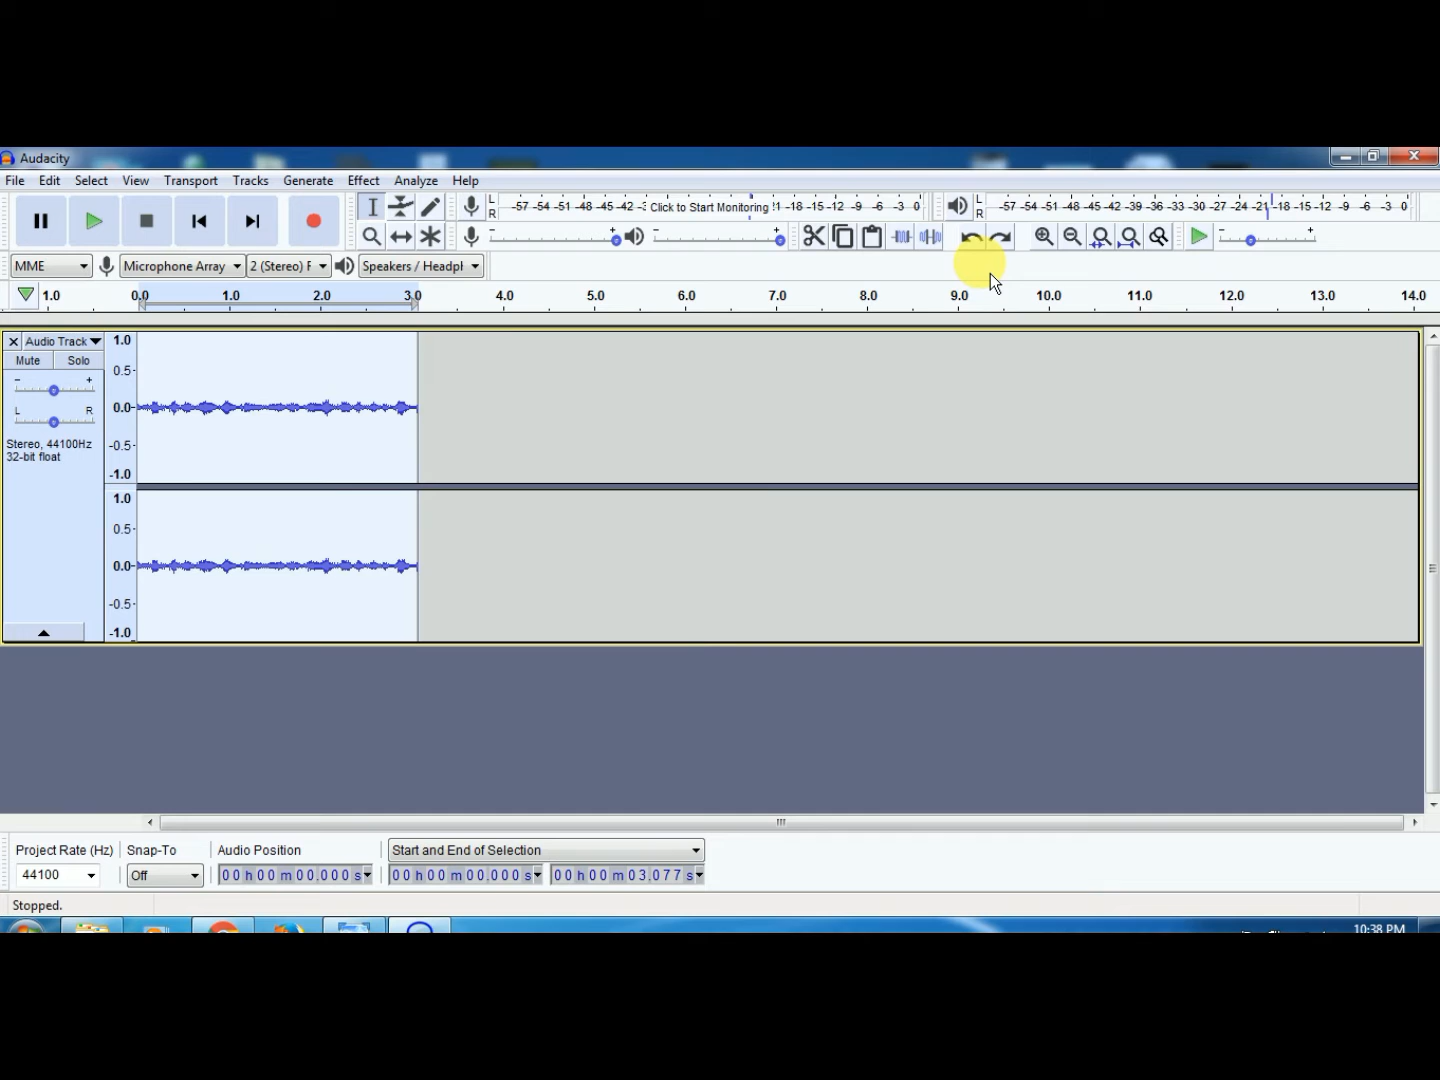 Audacity
File Edit Select View Transport Tracks Generate Effect Analyze Help
L
R
-57 -54 -51 -48 -45 -42 -3 Click to Start Monitoring !1 -18 -15 -12 -9 -6 -3 0
L
R
-57 -54 -51 -48 -45 -42 -39 -36 -33 -30 -27 -24 -21 -18 -15 -12 -9 -6 -3 0
MME Microphone Array 2 (Stereo) F Speakers / Headpl
1.0 0.0 1.0 2.0 3.0 4.0 5.0 6.0 7.0 8.0 9.0 10.0 11.0 12.0 13.0 14.0
Audio Track
Mute Solo
- +
L R
Stereo, 44100Hz
32-bit float
1.0
0.5
0.0
-0.5
-1.0
1.0
0.5
0.0
-0.5
-1.0
Project Rate (Hz) Snap-To Audio Position Start and End of Selection
44100 Off 00 h 00 m 00.000 s 00 h 00 m 00.000 s 00 h 00 m 03.077 s
Stopped.
10:38 PM